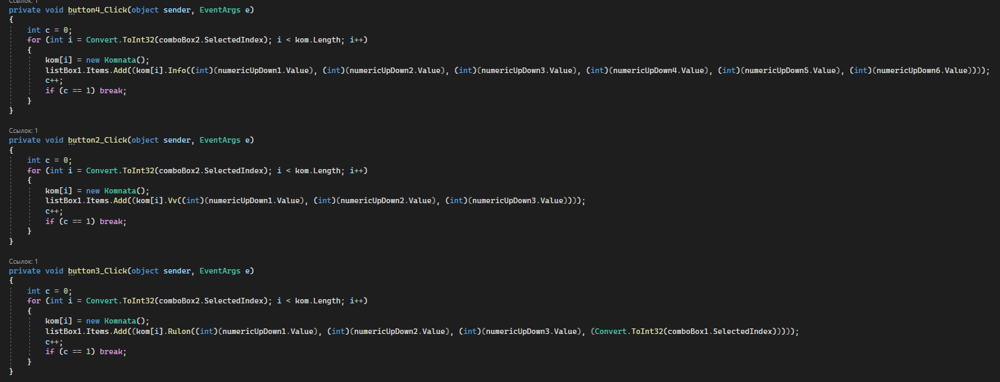 Ссылок: 1
private void button4_Click(object sender, EventArgs e)
{
int c = 0;
for (int i = Convert.ToInt32(comboBox2.SelectedIndex); i < kom.Length; i++)
{
kom[i] = new Komnata();
listBox1.Items.Add((kom[i].Info((int)(numericUpDown1.Value), (int)(numericUpDown2.Value), (int)(numericUpDown3.Value), (int)(numericUpDown4.Value), (int)(numericUpDown5.Value), (int)(numericUpDown6.Value))));
c++;
if (c == 1) break;
}
}
Ссылок: 1
private void button2_Click(object sender, EventArgs e)
{
int c = 0;
for (int i = Convert.ToInt32(comboBox2.SelectedIndex); i < kom.Length; i++)
{
kom[i] = new Komnata();
listBox1.Items.Add((kom[i].Vv((int)(numericUpDown1.Value), (int)(numericUpDown2.Value), (int)(numericUpDown3.Value))));
c++;
if (c == 1) break;
}
}
Ссылок: 1
private void button3_Click(object sender, EventArgs e)
{
int c = 0;
for (int i = Convert.ToInt32(comboBox2.SelectedIndex); i < kom.Length; i++)
{
kom[i] = new Komnata();
listBox1.Items.Add((kom[i].Rulon((int)(numericUpDown1.Value), (int)(numericUpDown2.Value), (int)(numericUpDown3.Value), (Convert.ToInt32(comboBox1.SelectedIndex)))));
c++;
if (c == 1) break;
}
}